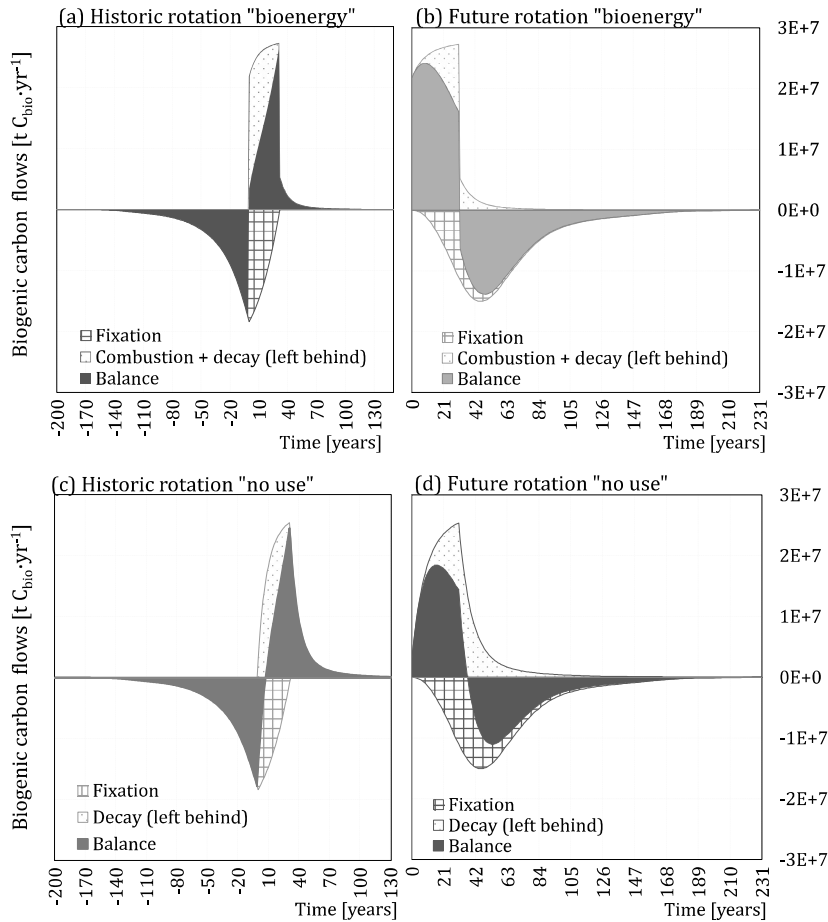 (a) Historic rotation "bioenergy"
Biogenic carbon flows [t C_bio·yr⁻¹]
Fixation
Combustion + decay (left behind)
Balance
-200
-170
-140
-110
-80
-50
-20
10
40
70
100
130
Time [years]
(b) Future rotation "bioenergy"
3E+7
2E+7
1E+7
0E+0
-1E+7
-2E+7
-3E+7
Fixation
Combustion + decay (left behind)
Balance
0
21
42
63
84
105
126
147
168
189
210
231
Time [years]
(c) Historic rotation "no use"
Biogenic carbon flows [t C_bio·yr⁻¹]
Fixation
Decay (left behind)
Balance
-200
-170
-140
-110
-80
-50
-20
10
40
70
100
130
Time [years]
(d) Future rotation "no use"
3E+7
2E+7
1E+7
0E+0
-1E+7
-2E+7
-3E+7
Fixation
Decay (left behind)
Balance
0
21
42
63
84
105
126
147
168
189
210
231
Time [years]